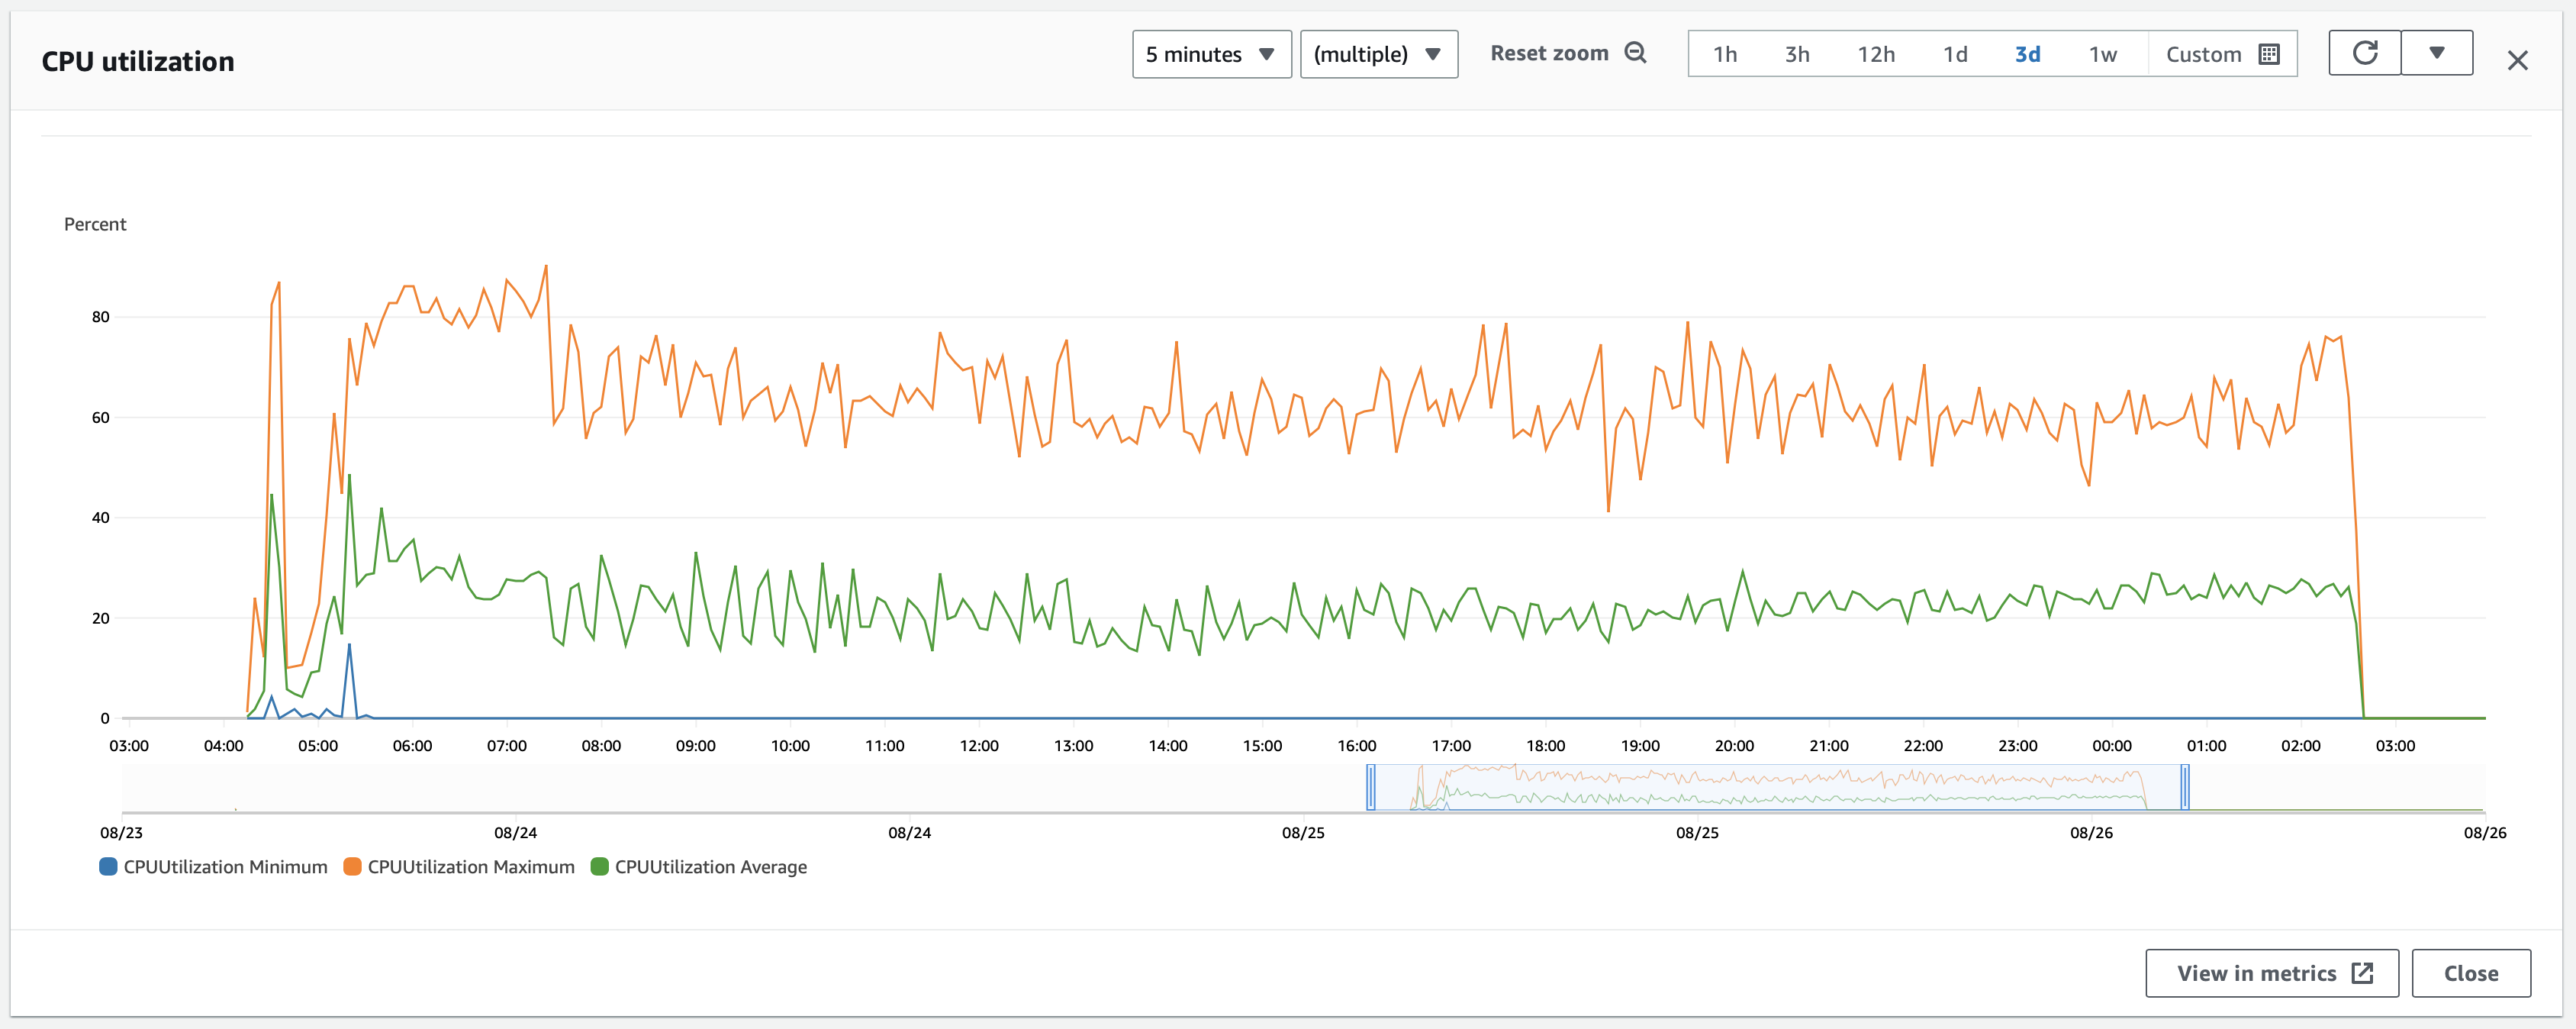 CPU utilization
5 minutes (multiple) Reset zoom 1h 3h 12h 1d 3d 1w Custom
Percent
80
60
40
20
0
03:00 04:00 05:00 06:00 07:00 08:00 09:00 10:00 11:00 12:00 13:00 14:00 15:00 16:00 17:00 18:00 19:00 20:00 21:00 22:00 23:00 00:00 01:00 02:00 03:00
08/23 08/24 08/24 08/25 08/25 08/26 08/26
CPUUtilization Minimum CPUUtilization Maximum CPUUtilization Average
View in metrics Close